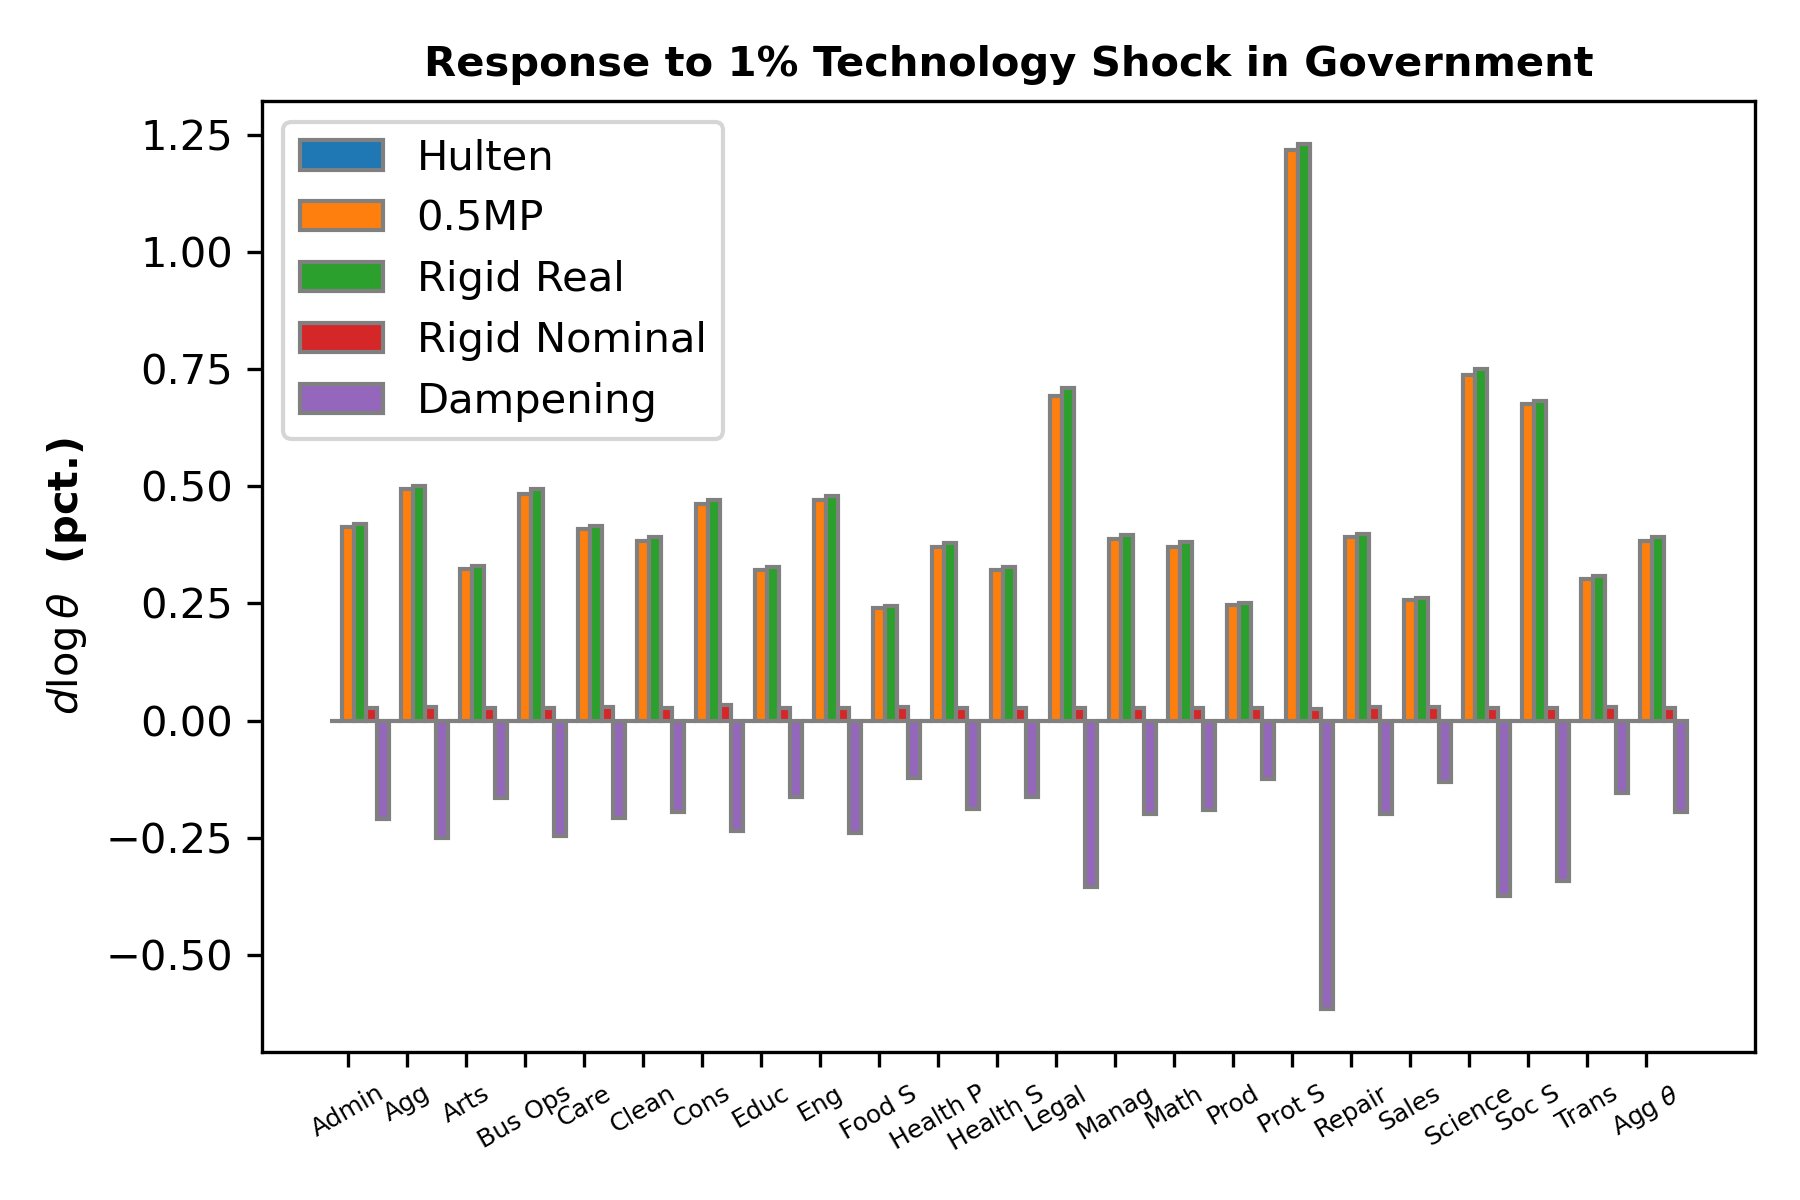 Response to 1% Technology Shock in Government
Hulten
0.5MP
Rigid Real
Rigid Nominal
Dampening
dlog θ (pct.)
1.25
1.00
0.75
0.50
0.25
0.00
−0.25
−0.50
Admin
Agg
Arts
Bus Ops
Care
Clean
Cons
Educ
Eng
Food S
Health P
Health S
Legal
Manag
Math
Prod
Prot S
Repair
Sales
Science
Soc S
Trans
Agg θ